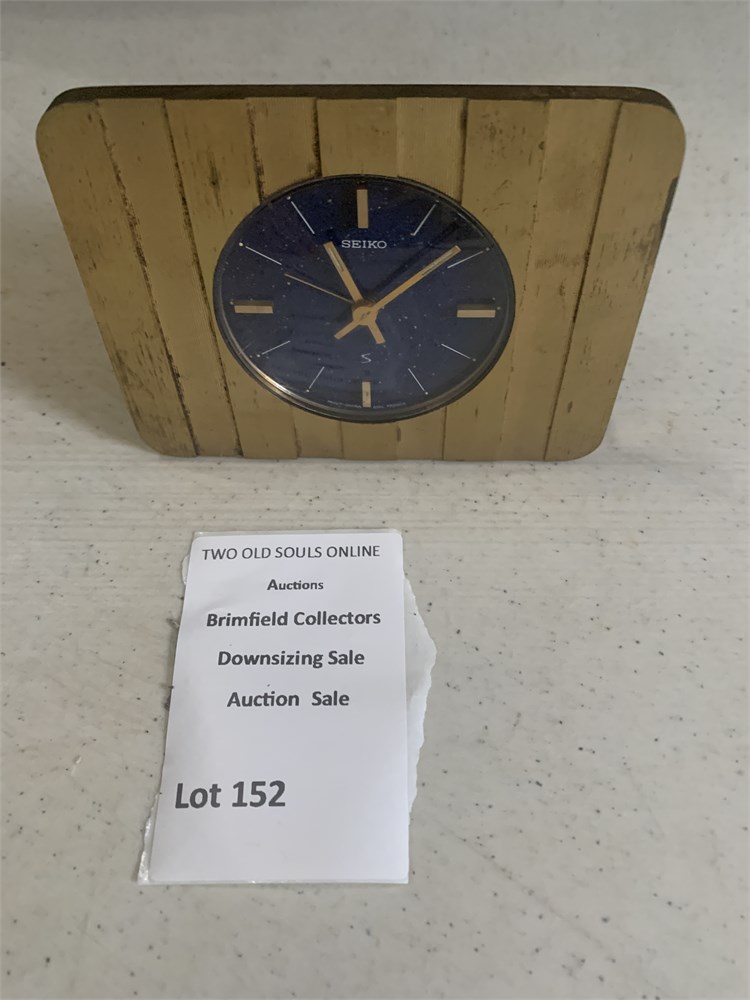 SEIKO
S
TWO OLD SOULS ONLINE
Auctions
Brimfield Collectors
Downsizing Sale
Auction Sale
Lot 152